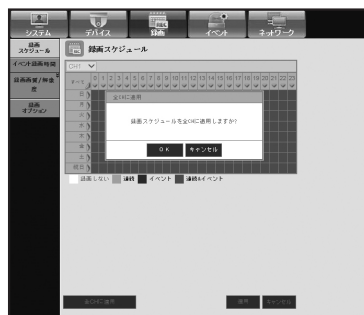 システム
デバイス
録画
イベント
ネットワーク
録画
スケジュール
録画スケジュール
イベント録画時間
CH1
録画画質/解像
度
すべて
0 1 2 3 4 5 6 7 8 9 10 11 12 13 14 15 16 17 18 19 20 21 22 23
録画
オプション
日
月
火
水
木
金
土
祝日
全CHに適用
録画スケジュールを全CHに適用しますか?
OK
キャンセル
録画しない
連続
イベント
連続&イベント
全CHに適用
適用
キャンセル